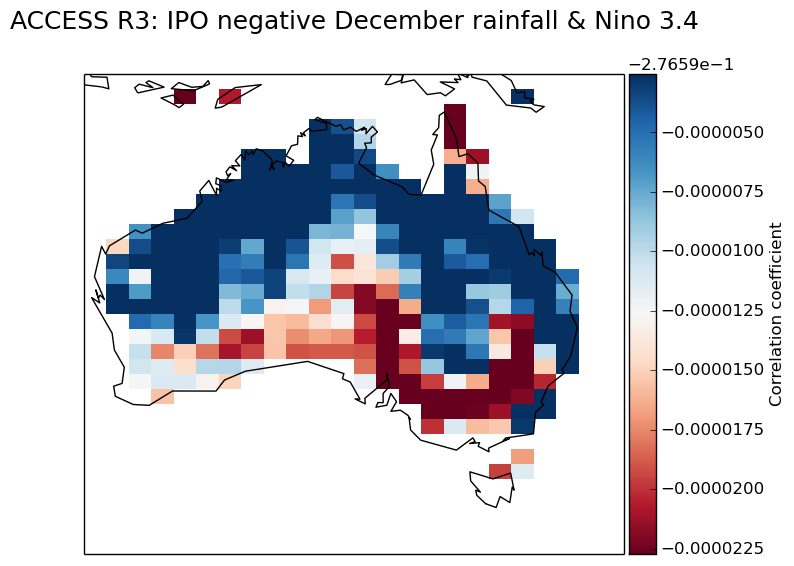 ACCESS R3: IPO negative December rainfall & Nino 3.4
−2.7659e−1
−0.0000050
−0.0000075
−0.0000100
−0.0000125
−0.0000150
−0.0000175
−0.0000200
−0.0000225
Correlation coefficient